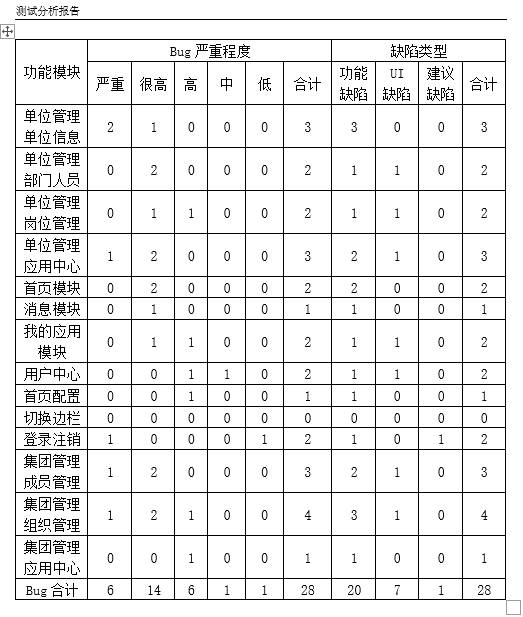 测试分析报告
功能模块 Bug 严重程度 缺陷类型
严重 很高 高 中 低 合计 功能缺陷 UI缺陷 建议缺陷 合计
单位管理单位信息 2 1 0 0 0 3 3 0 0 3
单位管理部门人员 0 2 0 0 0 2 1 1 0 2
单位管理岗位管理 0 1 1 0 0 2 1 1 0 2
单位管理应用中心 1 2 0 0 0 3 2 1 0 3
首页模块 0 2 0 0 0 2 2 0 0 2
消息模块 0 1 0 0 0 1 1 0 0 1
我的应用模块 0 1 1 0 0 2 1 1 0 2
用户中心 0 0 1 1 0 2 1 1 0 2
首页配置 0 0 1 0 0 1 1 0 0 1
切换边栏 0 0 0 0 0 0 0 0 0 0
登录注销 1 0 0 0 1 2 1 0 1 2
集团管理成员管理 1 2 0 0 0 3 2 1 0 3
集团管理组织管理 1 2 1 0 0 4 3 1 0 4
集团管理应用中心 0 0 1 0 0 1 1 0 0 1
Bug 合计 6 14 6 1 1 28 20 7 1 28